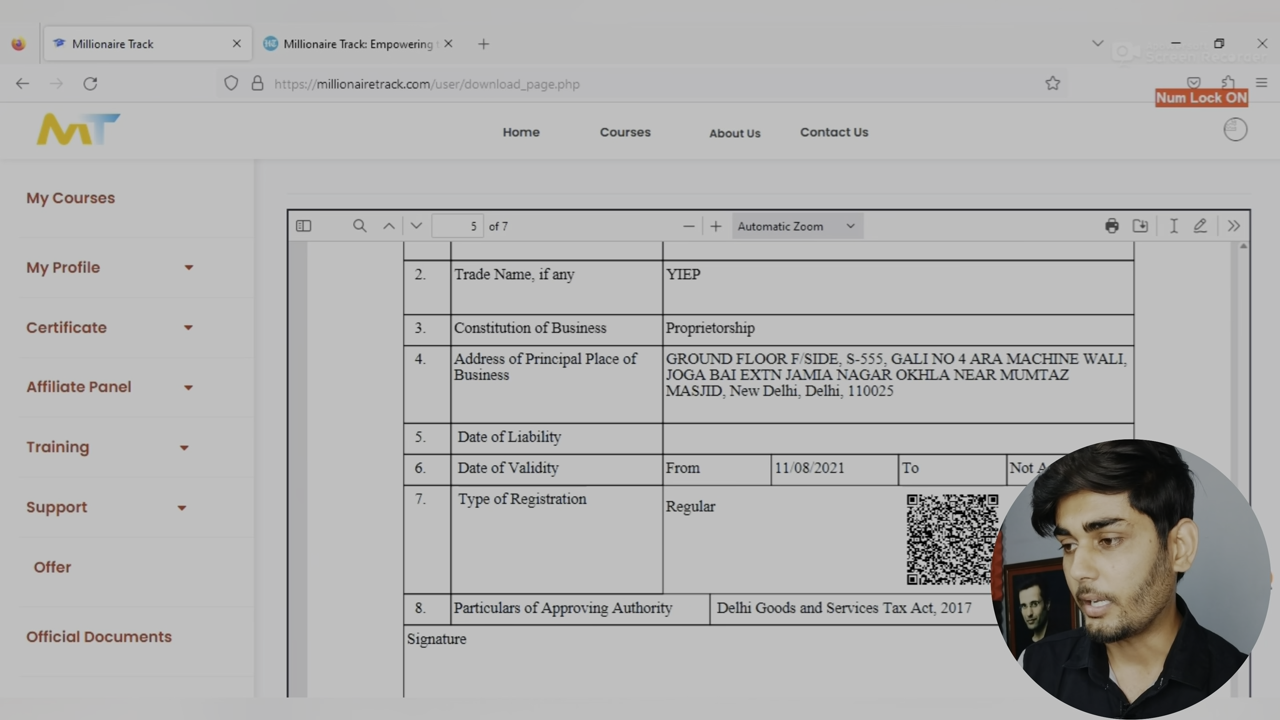 Millionaire Track
Millionaire Track: Empowering
Screen Recorder
https://millionairetrack.com/user/download_page.php
Num Lock ON
MT
Home
Courses
About Us
Contact Us
My Courses
My Profile
Certificate
Affiliate Panel
Training
Support
Offer
Official Documents
5 of 7
Automatic Zoom
2. Trade Name, if any YIEP
3. Constitution of Business Proprietorship
4. Address of Principal Place of GROUND FLOOR F/SIDE, S-555, GALI NO 4 ARA MACHINE WALI,
Business JOGA BAI EXTN JAMIA NAGAR OKHLA NEAR MUMTAZ
MASJID, New Delhi, Delhi, 110025
5. Date of Liability
6. Date of Validity From 11/08/2021 To Not A
7. Type of Registration Regular
8. Particulars of Approving Authority Delhi Goods and Services Tax Act, 2017
Signature